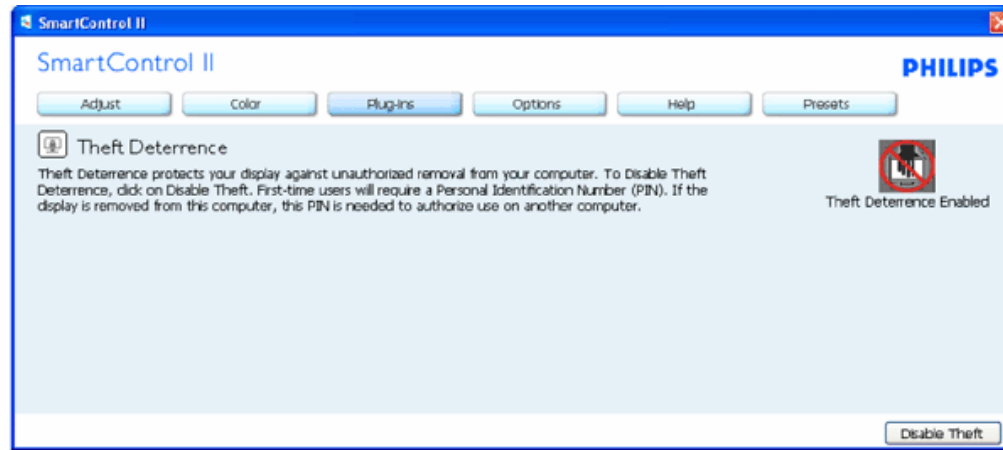 SmartControl II
SmartControl II
PHILIPS
Adjust
Color
Plug-Ins
Options
Help
Presets
Theft Deterrence
Theft Deterrence protects your display against unauthorized removal from your computer. To Disable Theft
Deterrence, click on Disable Theft. First-time users will require a Personal Identification Number (PIN). If the
display is removed from this computer, this PIN is needed to authorize use on another computer.
Theft Deterrence Enabled
Disable Theft